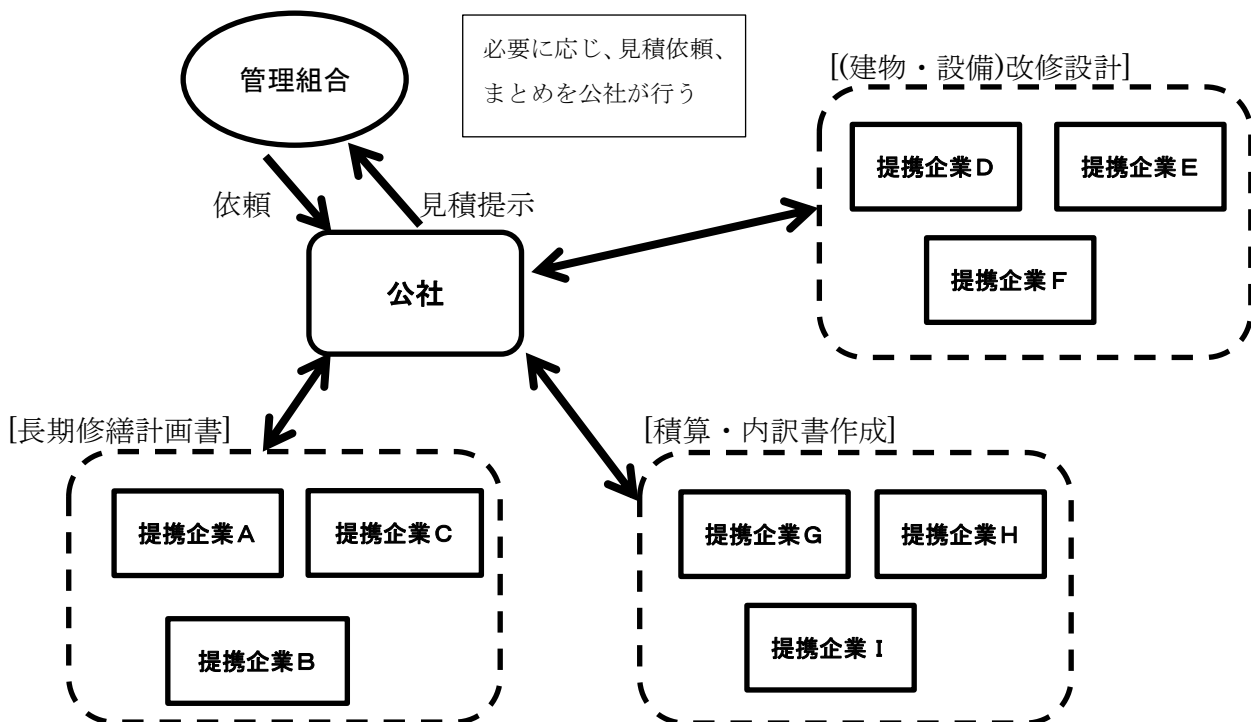 管理組合
必要に応じ、見積依頼、
まとめを公社が行う
[(建物・設備)改修設計]
提携企業D
提携企業E
提携企業F
依頼
見積提示
公社
[長期修繕計画書]
提携企業A
提携企業C
提携企業B
[積算・内訳書作成]
提携企業G
提携企業H
提携企業I